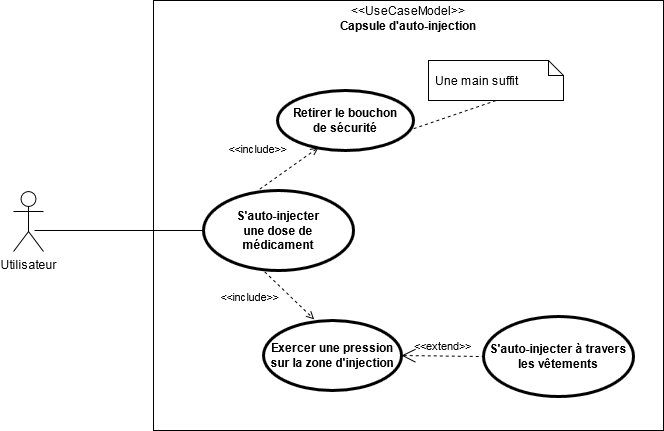 <<UseCaseModel>>
Capsule d'auto-injection
Une main suffit
Retirer le bouchon
de sécurité
<<include>>
S'auto-injecter
une dose de
médicament
Utilisateur
<<include>>
Exercer une pression
sur la zone d'injection
<<extend>>
S'auto-injecter à travers
les vêtements